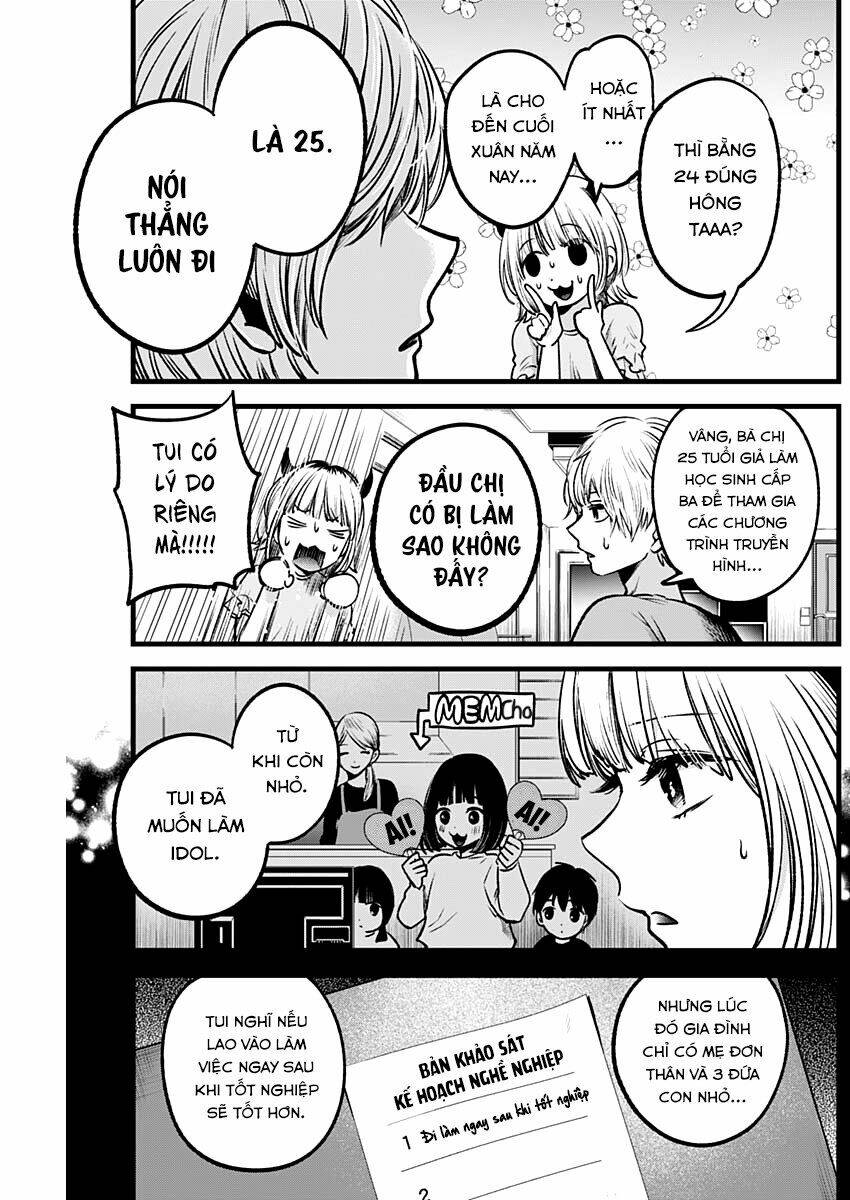 THÌ BẰNG
24 ĐÚNG
HÔNG
TAAA?
HOẶC
ÍT NHẤT
...
LÀ CHO
ĐẾN CUỐI
XUÂN NĂM
NAY...
LÀ 25.
NÓI
THẲNG
LUÔN ĐI
VÂNG, BÀ CHỊ
25 TUỔI GIẢ LÀM
HỌC SINH CẤP
BA ĐỂ THAM GIA
CÁC CHƯƠNG
TRÌNH TRUYỀN
HÌNH...
ĐẦU CHỊ
CÓ BỊ LÀM
SAO KHÔNG
ĐẤY?
TUI CÓ
LÝ DO
RIÊNG
MÀ!!!!!
MEMCho
TỪ
KHI CÒN
NHỎ.
TUI ĐÃ
MUỐN LÀM
IDOL.
AI!
AI!
NHƯNG LÚC
ĐÓ GIA ĐÌNH
CHỈ CÓ MẸ ĐƠN
THÂN VÀ 3 ĐỨA
CON NHỎ...
BẢN KHẢO SÁT
KẾ HOẠCH NGHỀ NGHIỆP
1 Đi làm ngay sau khi tốt nghiệp
2
TUI NGHĨ NẾU
LAO VÀO LÀM
VIỆC NGAY SAU
KHI TỐT NGHIỆP
SẼ TỐT HƠN.